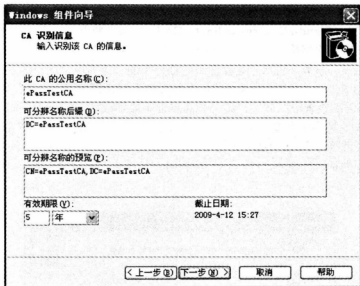 Windows 组件向导
CA 识别信息
输入识别该 CA 的信息。
此 CA 的公用名称(C):
ePassTestCA
可分辨名称后缀(D):
DC=ePassTestCA
可分辨名称的预览(P):
CN=ePassTestCA,DC=ePassTestCA
有效期限(V):
截止日期:
5 年
2009-4-12 15:27
<上一步(B) 下一步(N)> 取消 帮助